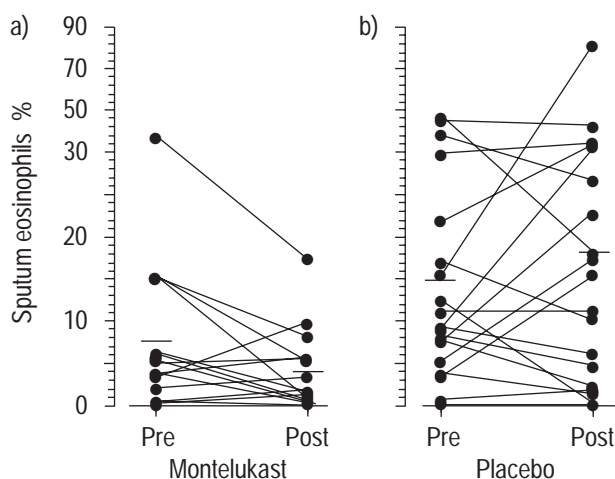 a)
b)
Sputum eosinophils %
90
70
50
30
20
10
0
Pre
Post
Pre
Post
Montelukast
Placebo